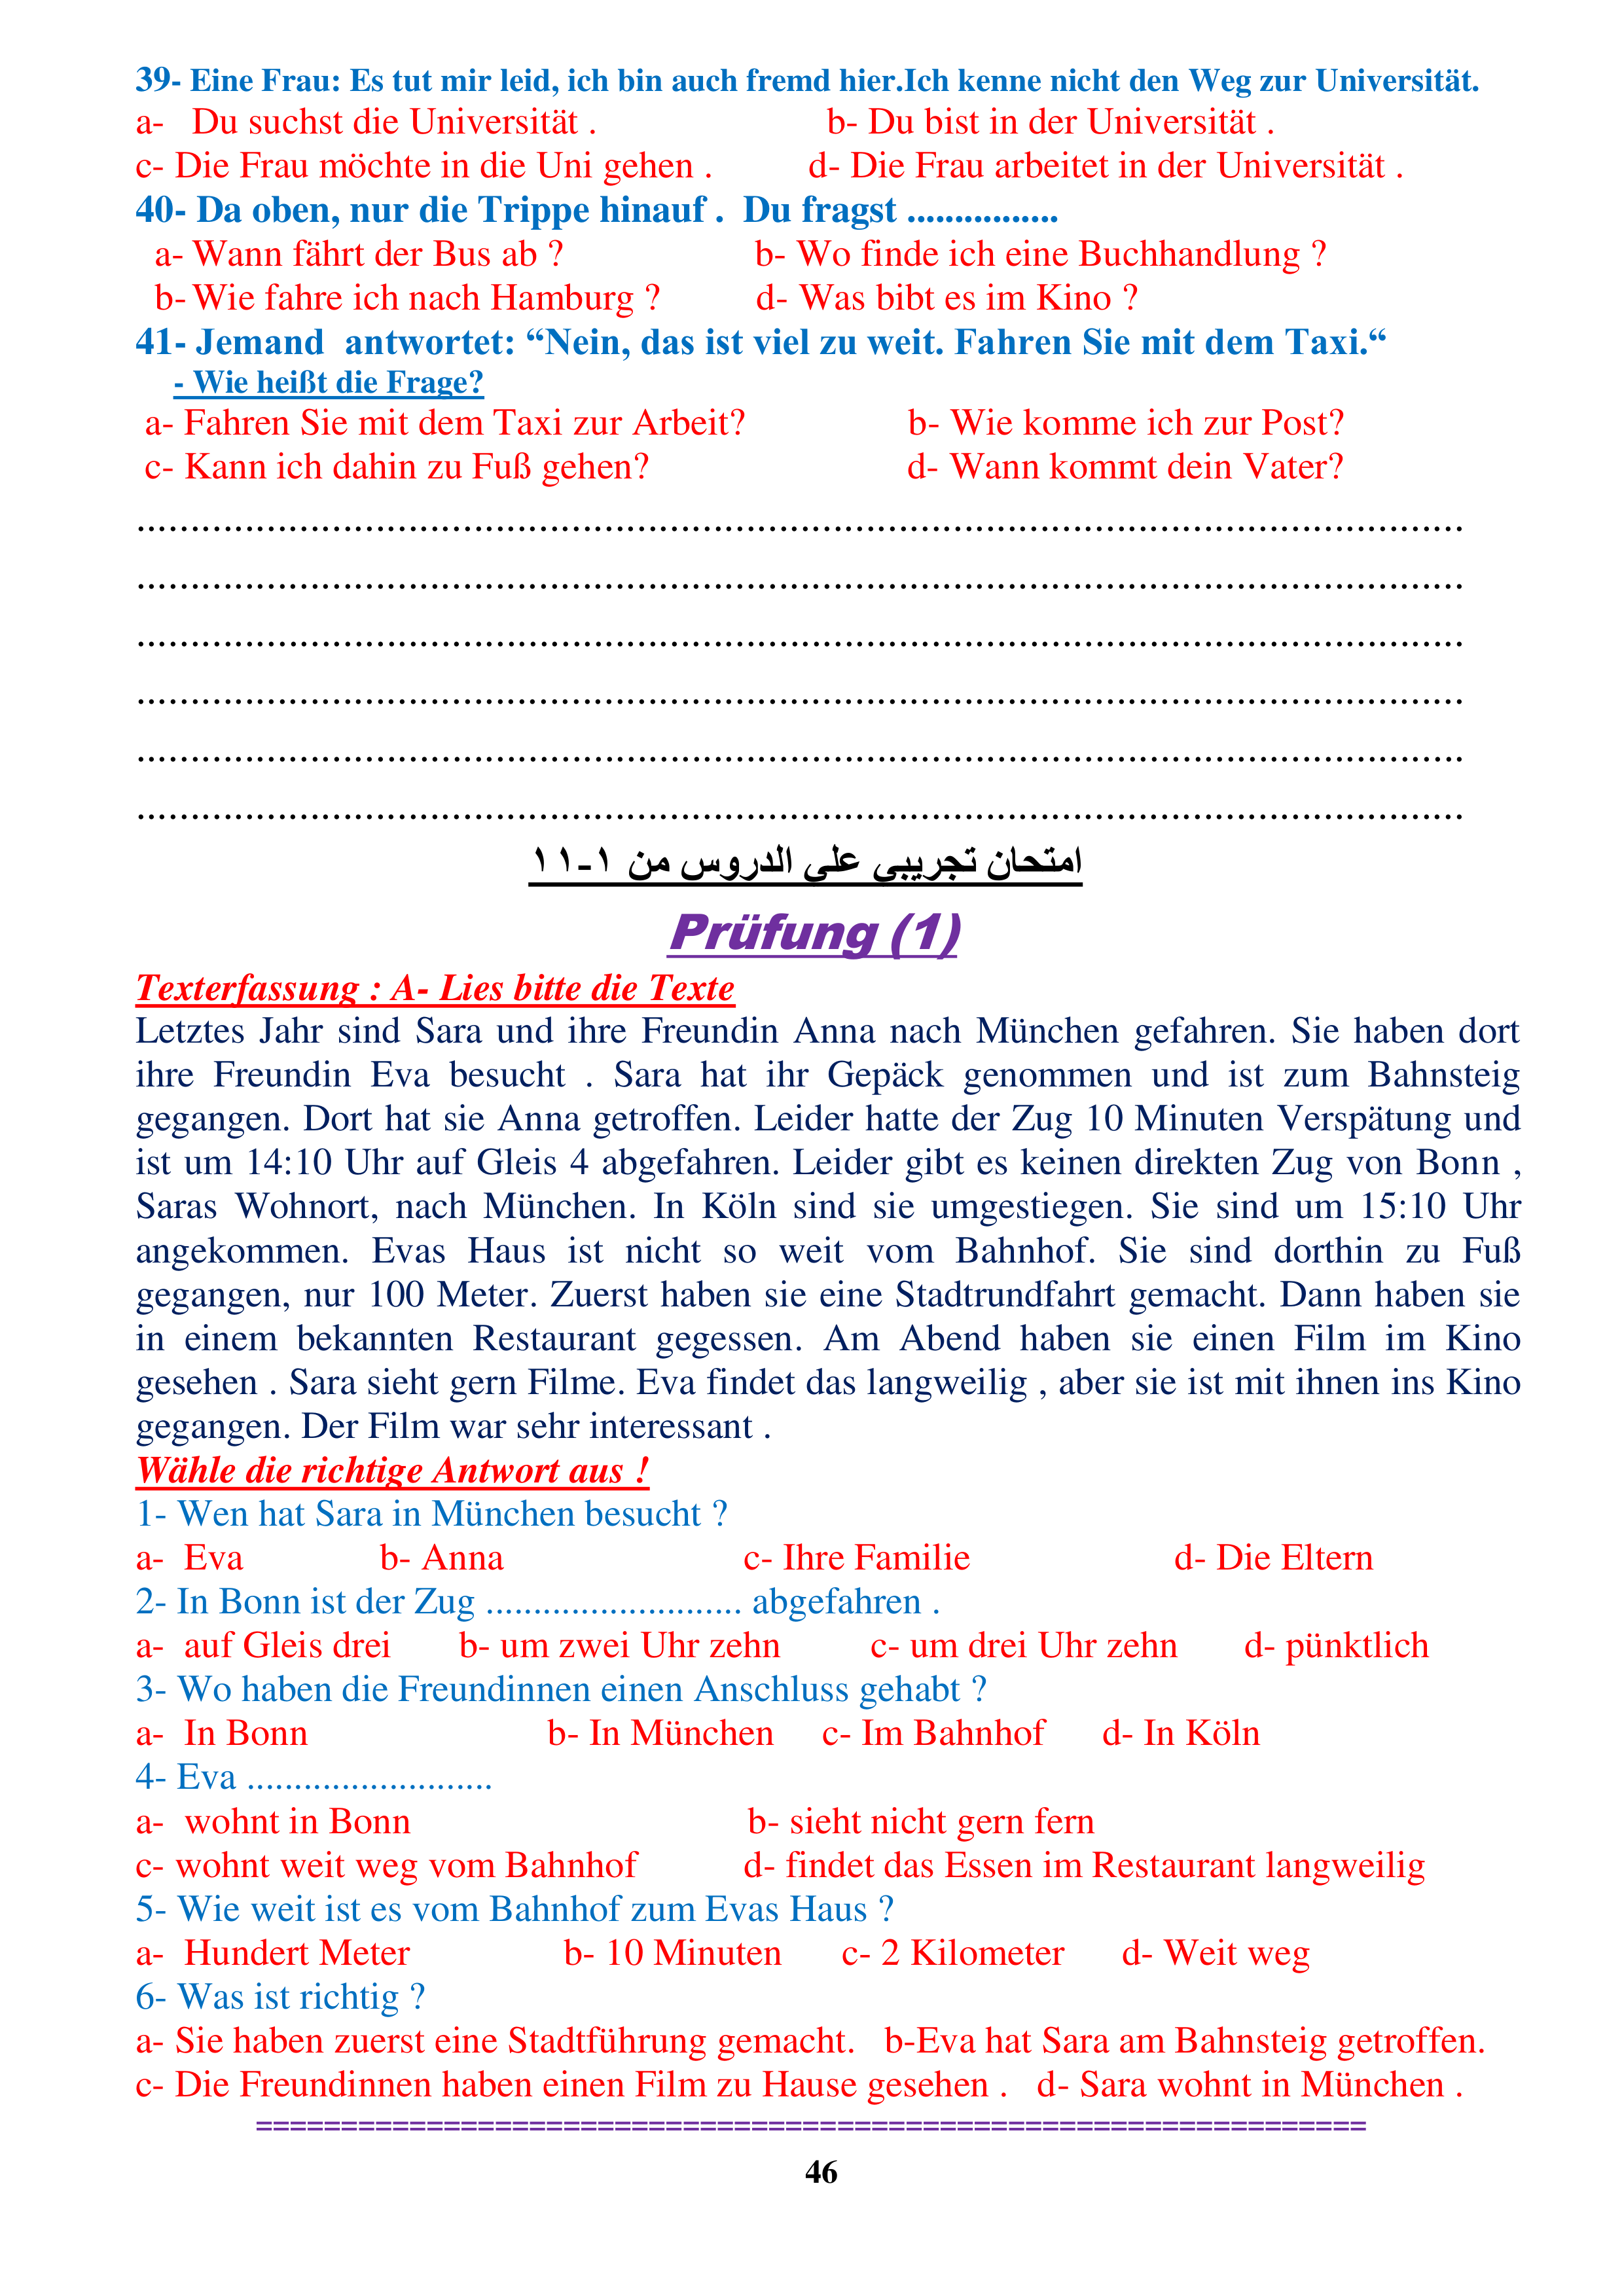 39- Eine Frau: Es tut mir leid, ich bin auch fremd hier.Ich kenne nicht den Weg zur Universität.
a- Du suchst die Universität . b- Du bist in der Universität .
c- Die Frau möchte in die Uni gehen . d- Die Frau arbeitet in der Universität .
40- Da oben, nur die Trippe hinauf . Du fragst ................
a- Wann fährt der Bus ab ? b- Wo finde ich eine Buchhandlung ?
b- Wie fahre ich nach Hamburg ? d- Was bibt es im Kino ?
41- Jemand antwortet: “Nein, das ist viel zu weit. Fahren Sie mit dem Taxi.“
- Wie heißt die Frage?
a- Fahren Sie mit dem Taxi zur Arbeit? b- Wie komme ich zur Post?
c- Kann ich dahin zu Fuß gehen? d- Wann kommt dein Vater?
امتحان تجريبي علي الدروس من ١-١١
Prüfung (1)
Texterfassung : A- Lies bitte die Texte
Letztes Jahr sind Sara und ihre Freundin Anna nach München gefahren. Sie haben dort
ihre Freundin Eva besucht . Sara hat ihr Gepäck genommen und ist zum Bahnsteig
gegangen. Dort hat sie Anna getroffen. Leider hatte der Zug 10 Minuten Verspätung und
ist um 14:10 Uhr auf Gleis 4 abgefahren. Leider gibt es keinen direkten Zug von Bonn ,
Saras Wohnort, nach München. In Köln sind sie umgestiegen. Sie sind um 15:10 Uhr
angekommen. Evas Haus ist nicht so weit vom Bahnhof. Sie sind dorthin zu Fuß
gegangen, nur 100 Meter. Zuerst haben sie eine Stadtrundfahrt gemacht. Dann haben sie
in einem bekannten Restaurant gegessen. Am Abend haben sie einen Film im Kino
gesehen . Sara sieht gern Filme. Eva findet das langweilig , aber sie ist mit ihnen ins Kino
gegangen. Der Film war sehr interessant .
Wähle die richtige Antwort aus !
1- Wen hat Sara in München besucht ?
a- Eva b- Anna c- Ihre Familie d- Die Eltern
2- In Bonn ist der Zug ........................... abgefahren .
a- auf Gleis drei b- um zwei Uhr zehn c- um drei Uhr zehn d- pünktlich
3- Wo haben die Freundinnen einen Anschluss gehabt ?
a- In Bonn b- In München c- Im Bahnhof d- In Köln
4- Eva ..........................
a- wohnt in Bonn b- sieht nicht gern fern
c- wohnt weit weg vom Bahnhof d- findet das Essen im Restaurant langweilig
5- Wie weit ist es vom Bahnhof zum Evas Haus ?
a- Hundert Meter b- 10 Minuten c- 2 Kilometer d- Weit weg
6- Was ist richtig ?
a- Sie haben zuerst eine Stadtführung gemacht. b-Eva hat Sara am Bahnsteig getroffen.
c- Die Freundinnen haben einen Film zu Hause gesehen . d- Sara wohnt in München .
=================================================================
46